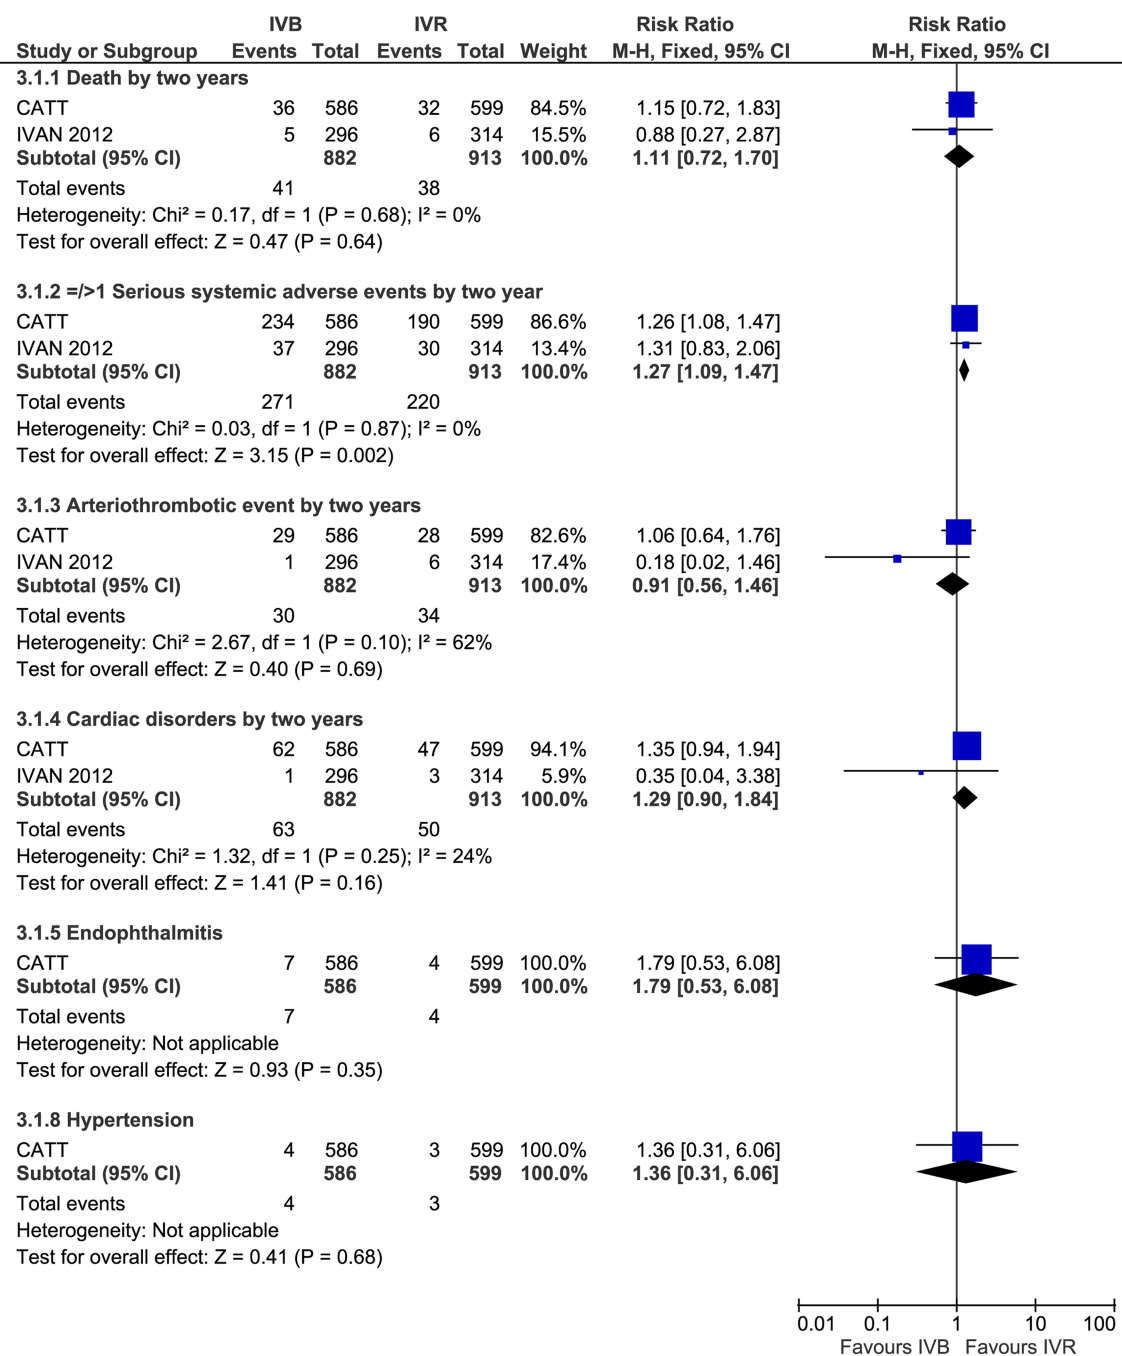 IVB IVR Risk Ratio Risk Ratio
Study or Subgroup Events Total Events Total Weight M-H, Fixed, 95% CI M-H, Fixed, 95% CI
3.1.1 Death by two years
CATT 36 586 32 599 84.5% 1.15 [0.72, 1.83]
IVAN 2012 5 296 6 314 15.5% 0.88 [0.27, 2.87]
Subtotal (95% CI) 882 913 100.0% 1.11 [0.72, 1.70]
Total events 41 38
Heterogeneity: Chi² = 0.17, df = 1 (P = 0.68); I² = 0%
Test for overall effect: Z = 0.47 (P = 0.64)
3.1.2 =/>1 Serious systemic adverse events by two year
CATT 234 586 190 599 86.6% 1.26 [1.08, 1.47]
IVAN 2012 37 296 30 314 13.4% 1.31 [0.83, 2.06]
Subtotal (95% CI) 882 913 100.0% 1.27 [1.09, 1.47]
Total events 271 220
Heterogeneity: Chi² = 0.03, df = 1 (P = 0.87); I² = 0%
Test for overall effect: Z = 3.15 (P = 0.002)
3.1.3 Arteriothrombotic event by two years
CATT 29 586 28 599 82.6% 1.06 [0.64, 1.76]
IVAN 2012 1 296 6 314 17.4% 0.18 [0.02, 1.46]
Subtotal (95% CI) 882 913 100.0% 0.91 [0.56, 1.46]
Total events 30 34
Heterogeneity: Chi² = 2.67, df = 1 (P = 0.10); I² = 62%
Test for overall effect: Z = 0.40 (P = 0.69)
3.1.4 Cardiac disorders by two years
CATT 62 586 47 599 94.1% 1.35 [0.94, 1.94]
IVAN 2012 1 296 3 314 5.9% 0.35 [0.04, 3.38]
Subtotal (95% CI) 882 913 100.0% 1.29 [0.90, 1.84]
Total events 63 50
Heterogeneity: Chi² = 1.32, df = 1 (P = 0.25); I² = 24%
Test for overall effect: Z = 1.41 (P = 0.16)
3.1.5 Endophthalmitis
CATT 7 586 4 599 100.0% 1.79 [0.53, 6.08]
Subtotal (95% CI) 586 599 100.0% 1.79 [0.53, 6.08]
Total events 7 4
Heterogeneity: Not applicable
Test for overall effect: Z = 0.93 (P = 0.35)
3.1.8 Hypertension
CATT 4 586 3 599 100.0% 1.36 [0.31, 6.06]
Subtotal (95% CI) 586 599 100.0% 1.36 [0.31, 6.06]
Total events 4 3
Heterogeneity: Not applicable
Test for overall effect: Z = 0.41 (P = 0.68)
0.01 0.1 1 10 100
Favours IVB Favours IVR